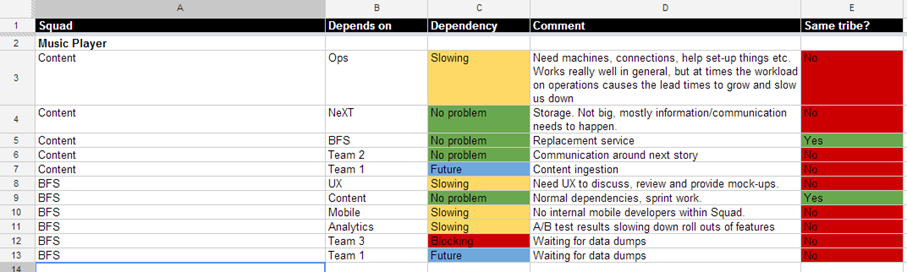 A B C D E
1 Squad Depends on Dependency Comment Same tribe?
2 Music Player
3 Content Ops Slowing Need machines, connections, help set-up things etc. No
Works really well in general, but at times the workload
on operations causes the lead times to grow and slow
us down
4 Content NeXT No problem Storage. Not big, mostly information/communication No
needs to happen.
5 Content BFS No problem Replacement service Yes
6 Content Team 2 No problem Communication around next story No
7 Content Team 1 Future Content ingestion No
8 BFS UX Slowing Need UX to discuss, review and provide mock-ups. No
9 BFS Content No problem Normal dependencies, sprint work. Yes
10 BFS Mobile Slowing No internal mobile developers within Squad. No
11 BFS Analytics Slowing A/B test results slowing down roll outs of features No
12 BFS Team 3 Blocking Waiting for data dumps No
13 BFS Team 1 Future Waiting for data dumps No
14